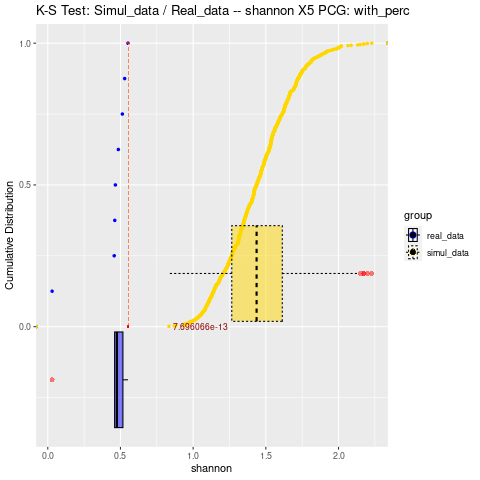 K-S Test: Simul_data / Real_data -- shannon X5 PCG: with_perc
1.0
0.5
0.0
Cumulative Distribution
7.696066e-13
0.0
0.5
1.0
1.5
2.0
shannon
group
real_data
simul_data